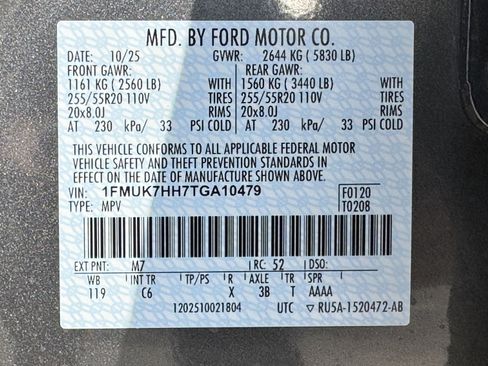 MFD. BY FORD MOTOR CO.
DATE: 10/25 GVWR: 2644 KG ( 5830 LB)
FRONT GAWR: REAR GAWR:
1161 KG ( 2560 LB) WITH 1560 KG ( 3440 LB) WITH
255/55R20 110V TIRES 255/55R20 110V TIRES
20x8.0J RIMS 20x8.0J RIMS
AT 230 kPa/ 33 PSI COLD AT 230 kPa/ 33 PSI COLD
THIS VEHICLE CONFORMS TO ALL APPLICABLE FEDERAL MOTOR
VEHICLE SAFETY AND THEFT PREVENTION STANDARDS IN
EFFECT ON THE DATE OF MANUFACTURE SHOWN ABOVE.
VIN: 1FMUK7HH7TGA10479 F0120
TYPE: MPV T0208
EXT PNT: M7 RC: 52 DSO:
WB INT TR TP/PS R AXLE TR SPR
119 C6 X 3B T AAAA
1202510021804 UTC ▽ RU5A-1520472-AB